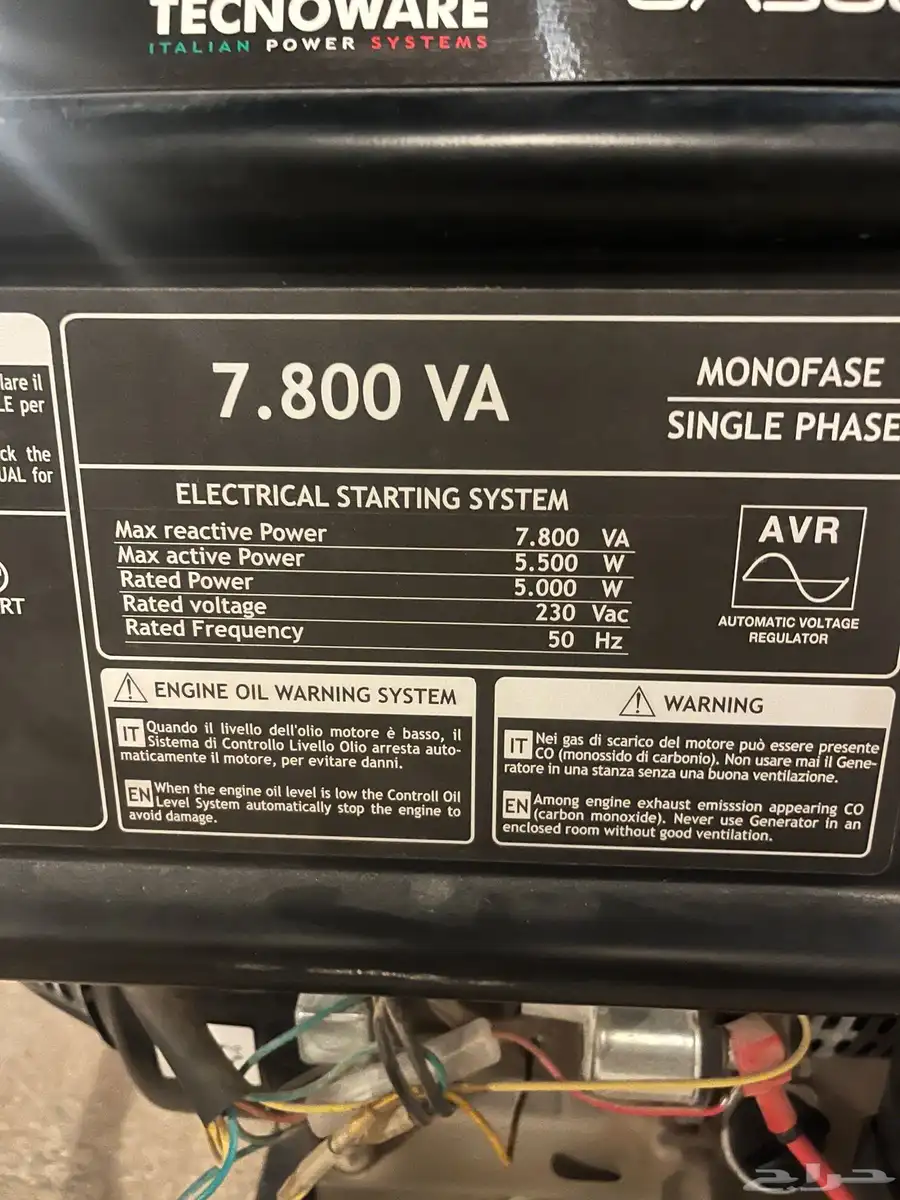 TECNOWARE
ITALIAN POWER SYSTEMS
lare il
LE per
ck the
UAL for
RT
7.800 VA
MONOFASE
SINGLE PHASE
ELECTRICAL STARTING SYSTEM
Max reactive Power 7.800 VA
Max active Power 5.500 W
Rated Power 5.000 W
Rated voltage 230 Vac
Rated Frequency 50 Hz
AVR
AUTOMATIC VOLTAGE
REGULATOR
ENGINE OIL WARNING SYSTEM
IT Quando il livello dell'olio motore è basso, il
Sistema di Controllo Livello Olio arresta auto-
maticamente il motore, per evitare danni.
EN When the engine oil level is low the Controll Oil
Level System automatically stop the engine to
avoid damage.
WARNING
IT Nei gas di scarico del motore può essere presente
CO (monossido di carbonio). Non usare mai il Gene-
ratore in una stanza senza una buona ventilazione.
EN Among engine exhaust emisssion appearing CO
(carbon monoxide). Never use Generator in an
enclosed room without good ventilation.
حراج